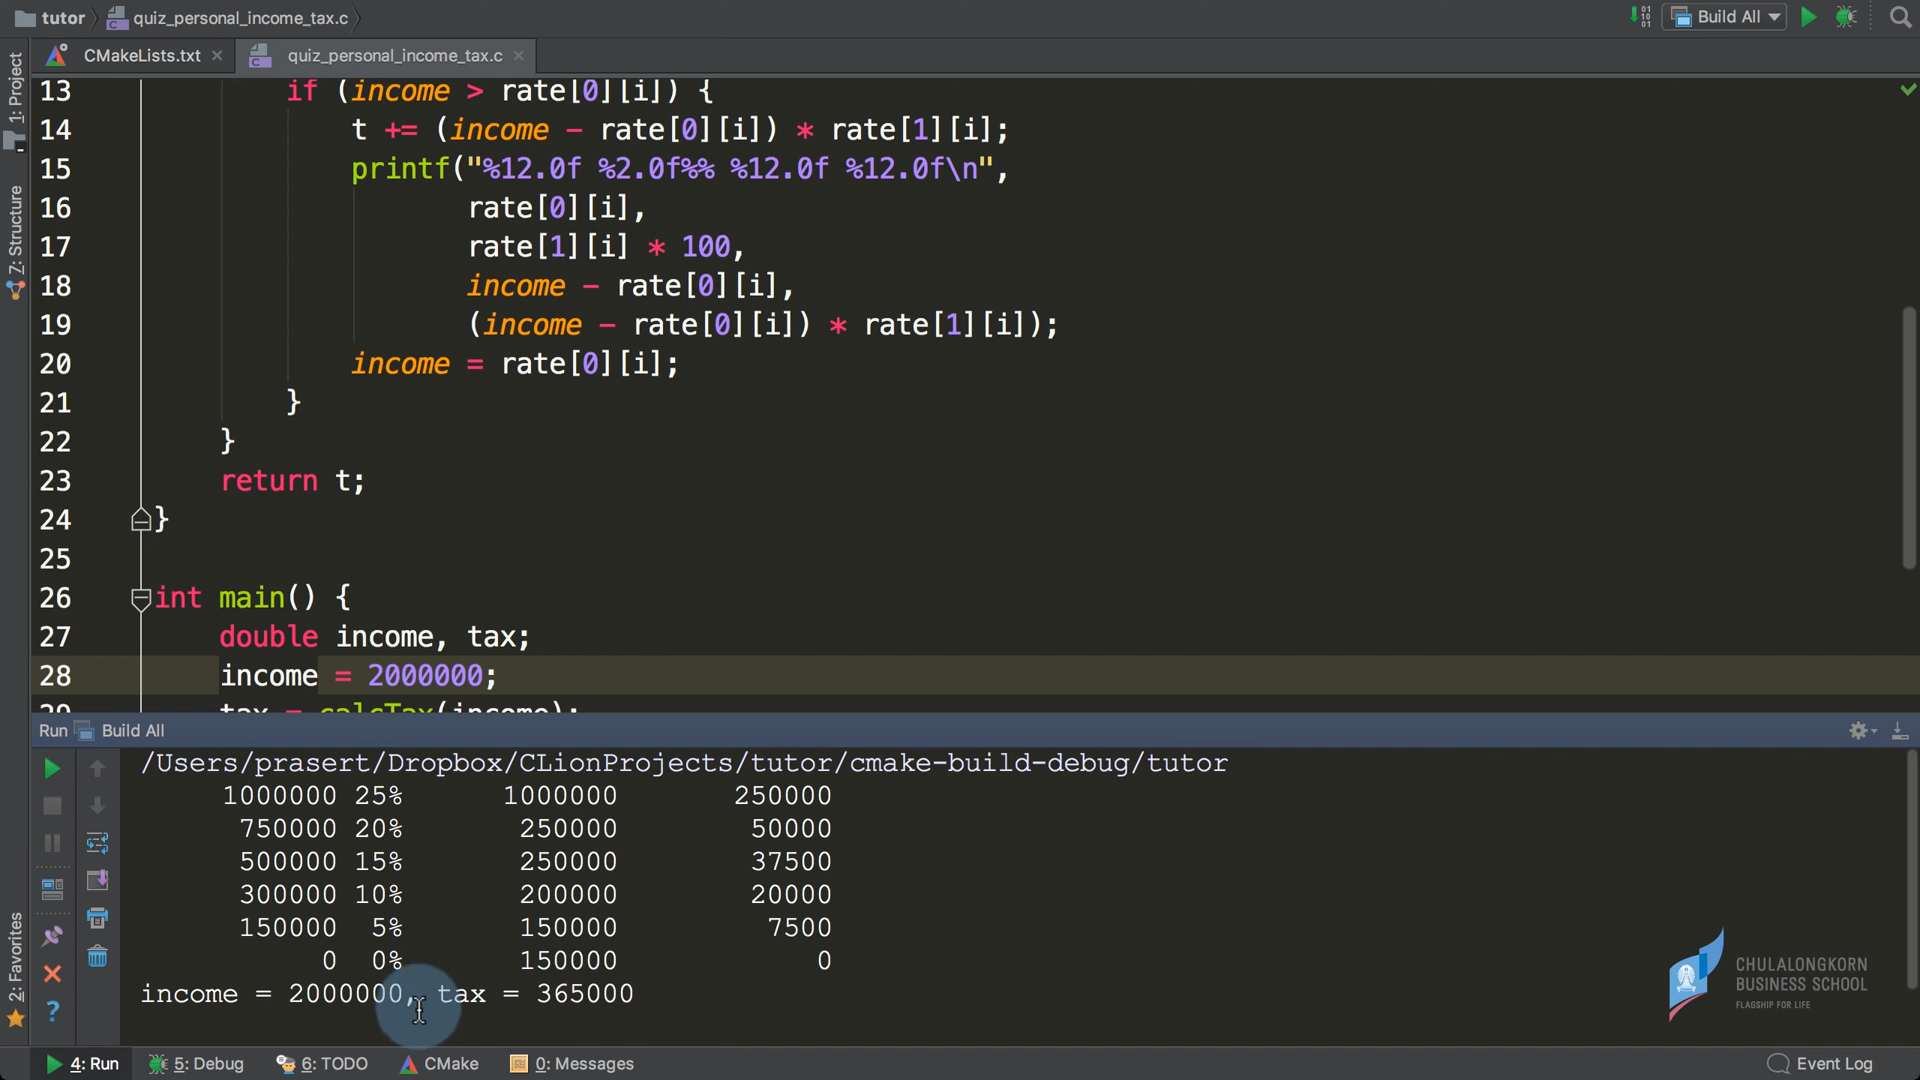 tutor quiz_personal_income_tax.c Build All
CMakeLists.txt quiz_personal_income_tax.c
1: Project
7: Structure
2: Favorites
13 if (income > rate[0][i]) {
14 t += (income - rate[0][i]) * rate[1][i];
15 printf("%12.0f %2.0f%% %12.0f %12.0f\n",
16 rate[0][i],
17 rate[1][i] * 100,
18 income - rate[0][i],
19 (income - rate[0][i]) * rate[1][i]);
20 income = rate[0][i];
21 }
22 }
23 return t;
24 }
25
26 int main() {
27 double income, tax;
28 income = 2000000;
29 tax = calcTax(income);
Run Build All
/Users/prasert/Dropbox/CLionProjects/tutor/cmake-build-debug/tutor
1000000 25% 1000000 250000
750000 20% 250000 50000
500000 15% 250000 37500
300000 10% 200000 20000
150000 5% 150000 7500
0 0% 150000 0
income = 2000000, tax = 365000
CHULALONGKORN
BUSINESS SCHOOL
FLAGSHIP FOR LIFE
4: Run 5: Debug 6: TODO CMake 0: Messages Event Log